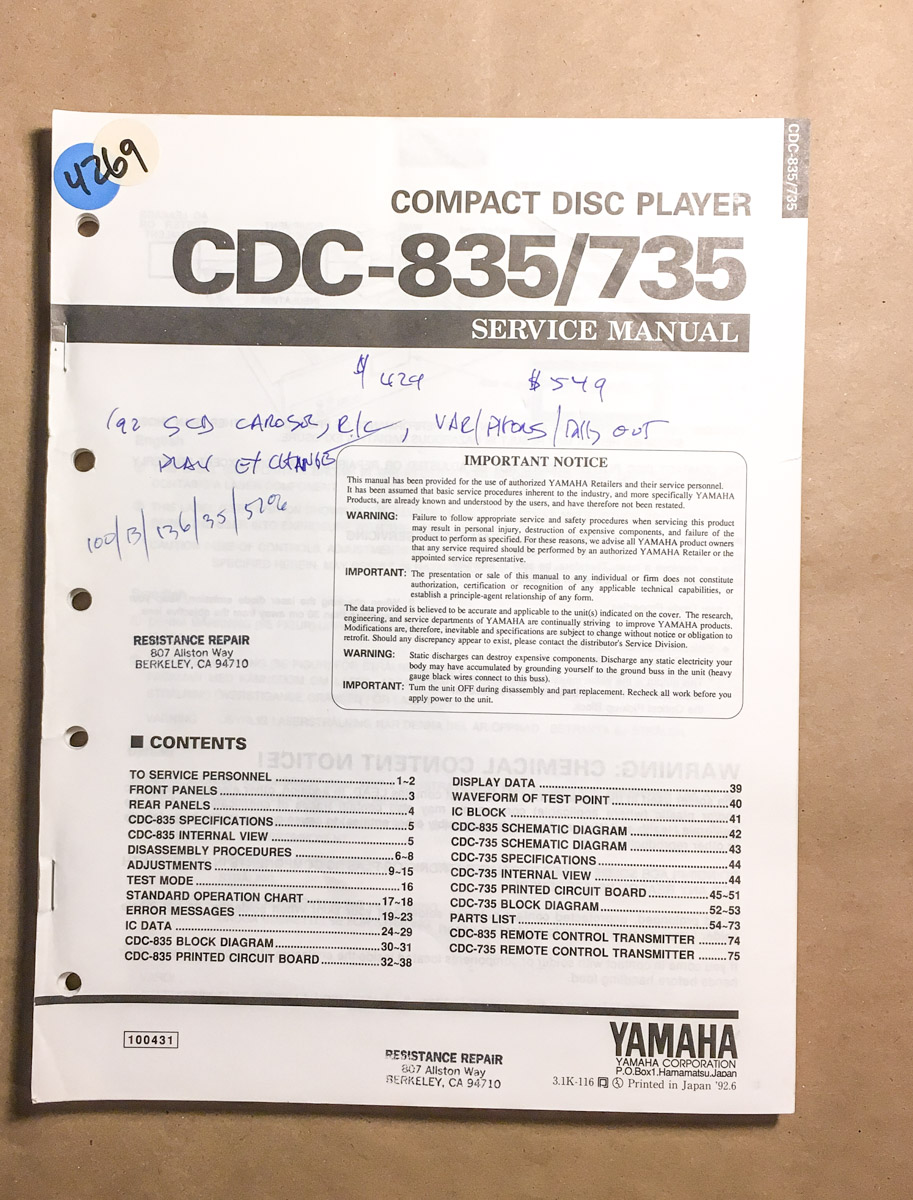 4269
CDC-835/735
COMPACT DISC PLAYER
CDC-835/735
SERVICE MANUAL
$ 429 $ 549
'92 5CD CAROSEL, R/C, VAR/PHONS/ OUT
PLAY EXCHANGE
100/13/136/35/
IMPORTANT NOTICE
This manual has been provided for the use of authorized YAMAHA Retailers and their service personnel.
It has been assumed that basic service procedures inherent to the industry, and more specifically YAMAHA
Products, are already known and understood by the users, and have therefore not been restated.
WARNING: Failure to follow appropriate service and safety procedures when servicing this product
may result in personal injury, destruction of expensive components, and failure of the
product to perform as specified. For these reasons, we advise all YAMAHA product owners
that any service required should be performed by an authorized YAMAHA Retailer or the
appointed service representative.
IMPORTANT: The presentation or sale of this manual to any individual or firm does not constitute
authorization, certification or recognition of any applicable technical capabilities, or
establish a principle-agent relationship of any form.
The data provided is believed to be accurate and applicable to the unit(s) indicated on the cover. The research,
engineering, and service departments of YAMAHA are continually striving to improve YAMAHA products.
Modifications are, therefore, inevitable and specifications are subject to change without notice or obligation to
retrofit. Should any discrepancy appear to exist, please contact the distributor's Service Division.
WARNING: Static discharges can destroy expensive components. Discharge any static electricity your
body may have accumulated by grounding yourself to the ground buss in the unit (heavy
gauge black wires connect to this buss).
IMPORTANT: Turn the unit OFF during disassembly and part replacement. Recheck all work before you
apply power to the unit.
RESISTANCE REPAIR
807 Allston Way
BERKELEY, CA 94710
■ CONTENTS
TO SERVICE PERSONNEL ........ 1~2
FRONT PANELS ........ 3
REAR PANELS ........ 4
CDC-835 SPECIFICATIONS ........ 5
CDC-835 INTERNAL VIEW ........ 5
DISASSEMBLY PROCEDURES ........ 6~8
ADJUSTMENTS ........ 9~15
TEST MODE ........ 16
STANDARD OPERATION CHART ........ 17~18
ERROR MESSAGES ........ 19~23
IC DATA ........ 24~29
CDC-835 BLOCK DIAGRAM ........ 30~31
CDC-835 PRINTED CIRCUIT BOARD ........ 32~38
DISPLAY DATA ........ 39
WAVEFORM OF TEST POINT ........ 40
IC BLOCK ........ 41
CDC-835 SCHEMATIC DIAGRAM ........ 42
CDC-735 SCHEMATIC DIAGRAM ........ 43
CDC-735 SPECIFICATIONS ........ 44
CDC-735 INTERNAL VIEW ........ 44
CDC-735 PRINTED CIRCUIT BOARD ........ 45~51
CDC-735 BLOCK DIAGRAM ........ 52~53
PARTS LIST ........ 54~73
CDC-835 REMOTE CONTROL TRANSMITTER ........ 74
CDC-735 REMOTE CONTROL TRANSMITTER ........ 75
100431
RESISTANCE REPAIR
807 Allston Way
BERKELEY, CA 94710
YAMAHA
YAMAHA CORPORATION
P.O.Box1, Hamamatsu, Japan
3.1K-116 Printed in Japan '92.6